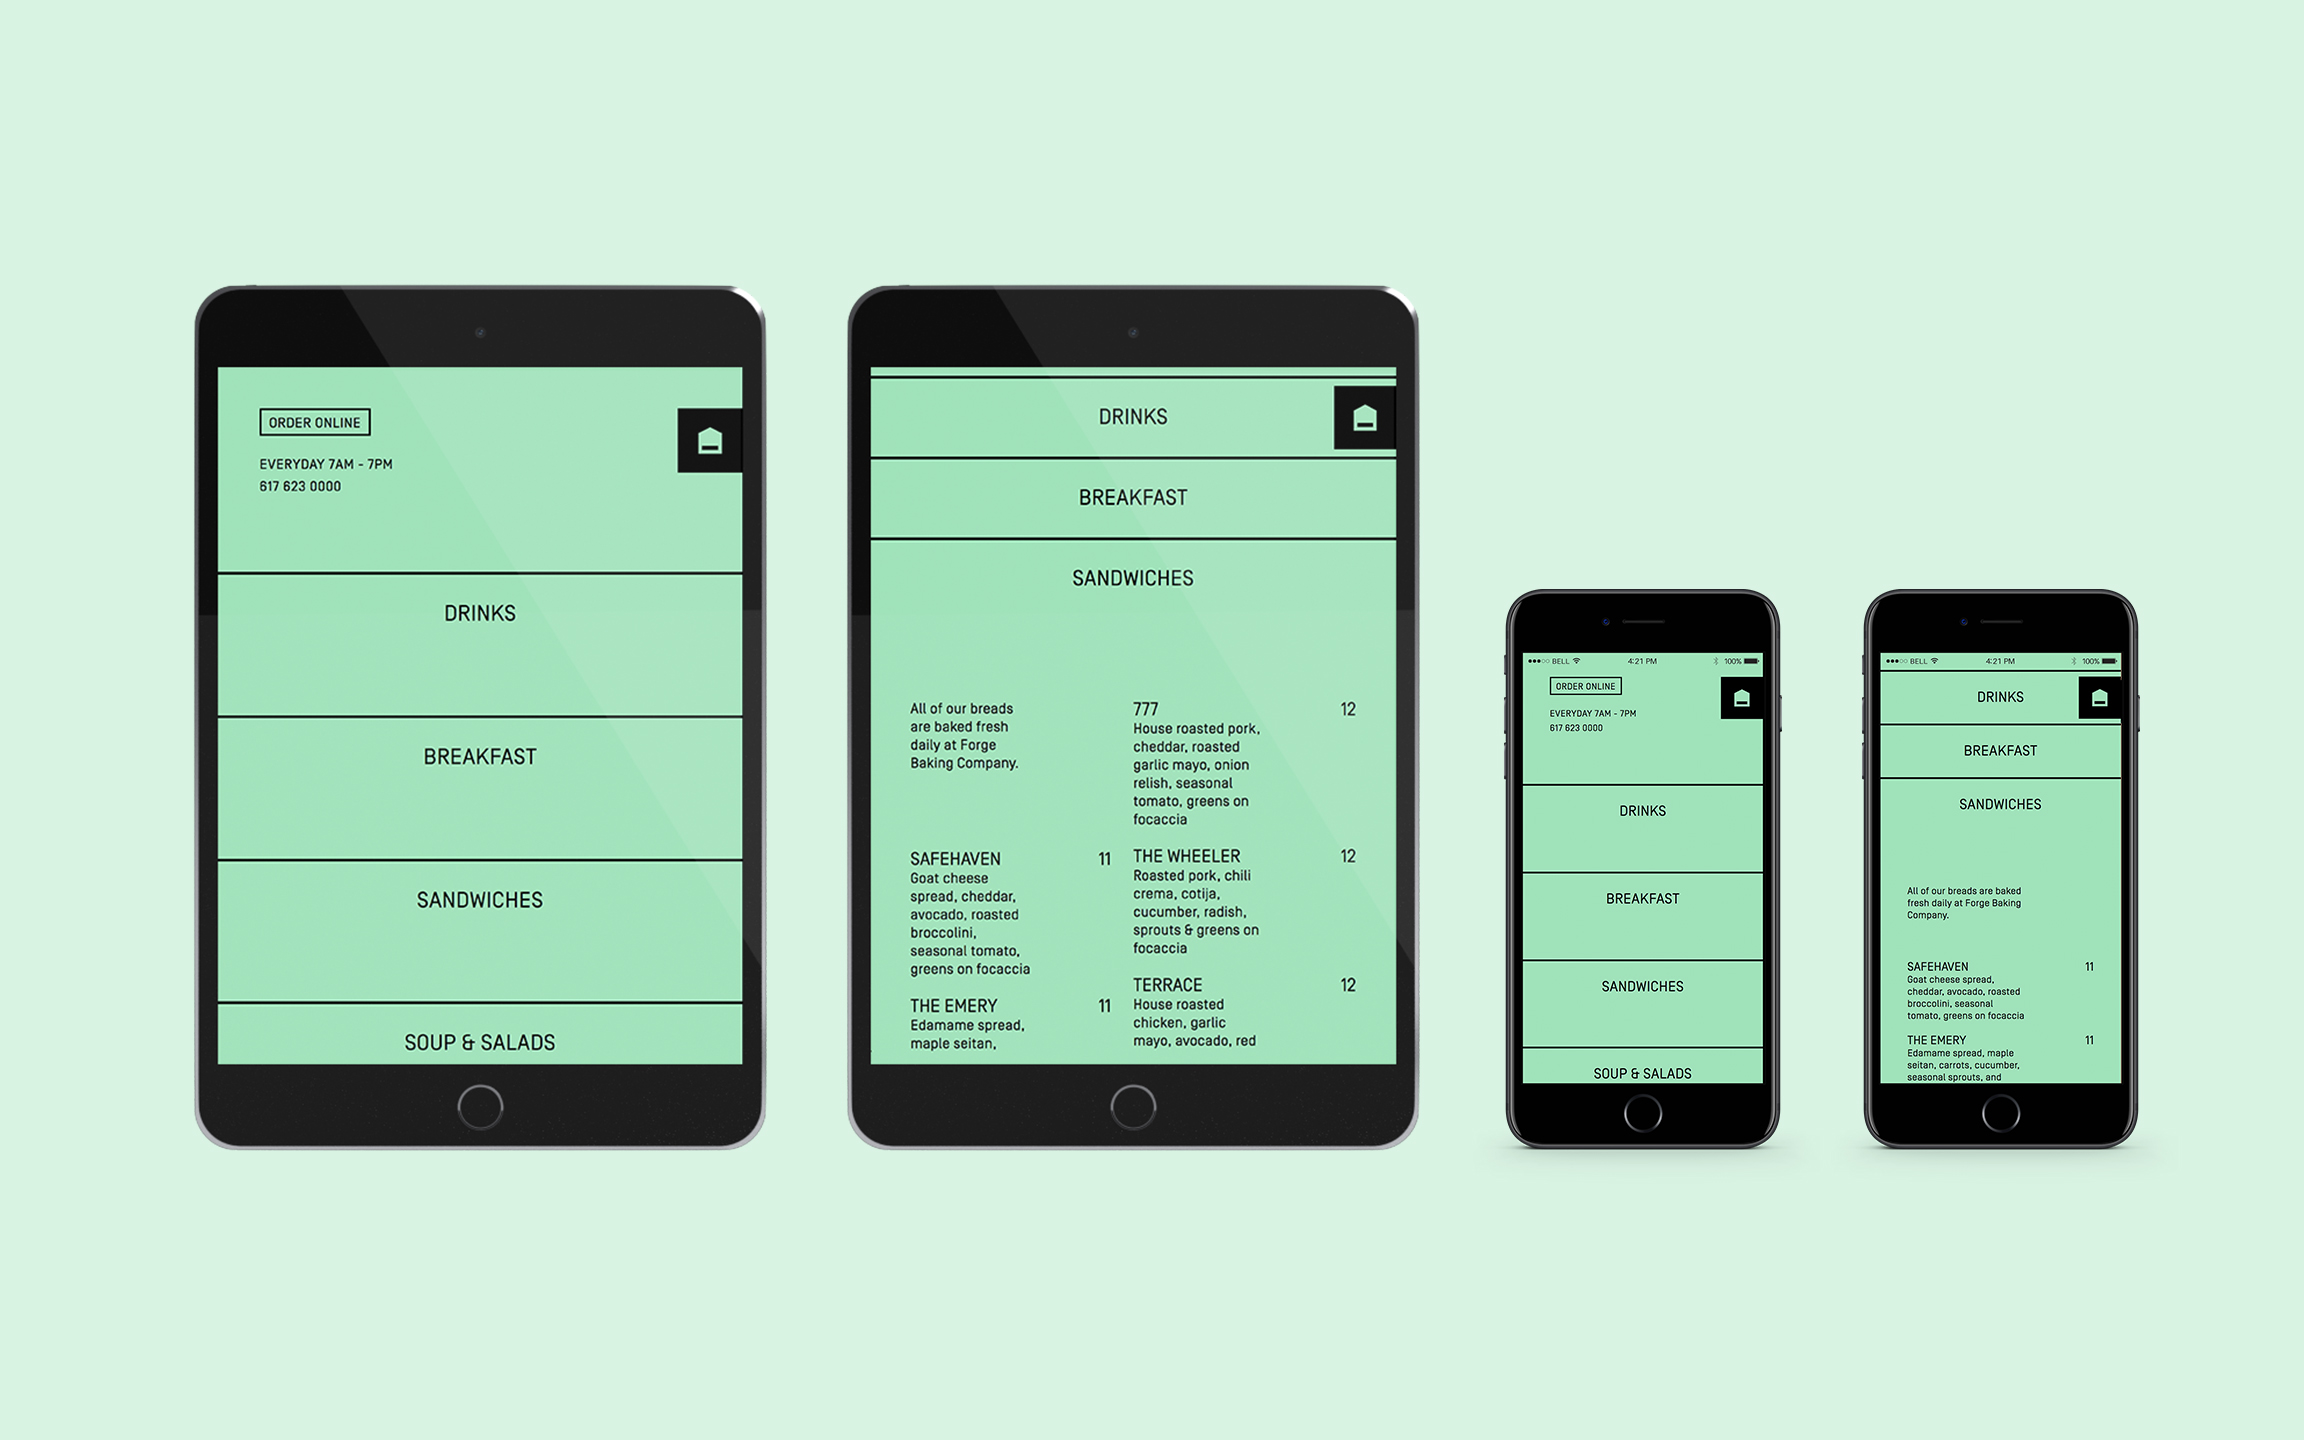 ORDER ONLINE
EVERYDAY 7AM - 7PM
617 623 0000
DRINKS
BREAKFAST
SANDWICHES
SOUP & SALADS
DRINKS
BREAKFAST
SANDWICHES
All of our breads
are baked fresh
daily at Forge
Baking Company.
SAFEHAVEN 11
Goat cheese
spread, cheddar,
avocado, roasted
broccolini,
seasonal tomato,
greens on focaccia
THE EMERY 11
Edamame spread,
maple seitan,
777 12
House roasted pork,
cheddar, roasted
garlic mayo, onion
relish, seasonal
tomato, greens on
focaccia
THE WHEELER 12
Roasted pork, chili
crema, cotija,
cucumber, radish,
sprouts & greens on
focaccia
TERRACE 12
House roasted
chicken, garlic
mayo, avocado, red
BELL 4:21 PM 100%
ORDER ONLINE
EVERYDAY 7AM - 7PM
617 623 0000
DRINKS
BREAKFAST
SANDWICHES
SOUP & SALADS
BELL 4:21 PM 100%
DRINKS
BREAKFAST
SANDWICHES
All of our breads are baked
fresh daily at Forge Baking
Company.
SAFEHAVEN 11
Goat cheese spread,
cheddar, avocado, roasted
broccolini, seasonal
tomato, greens on focaccia
THE EMERY 11
Edamame spread, maple
seitan, carrots, cucumber,
seasonal sprouts, and